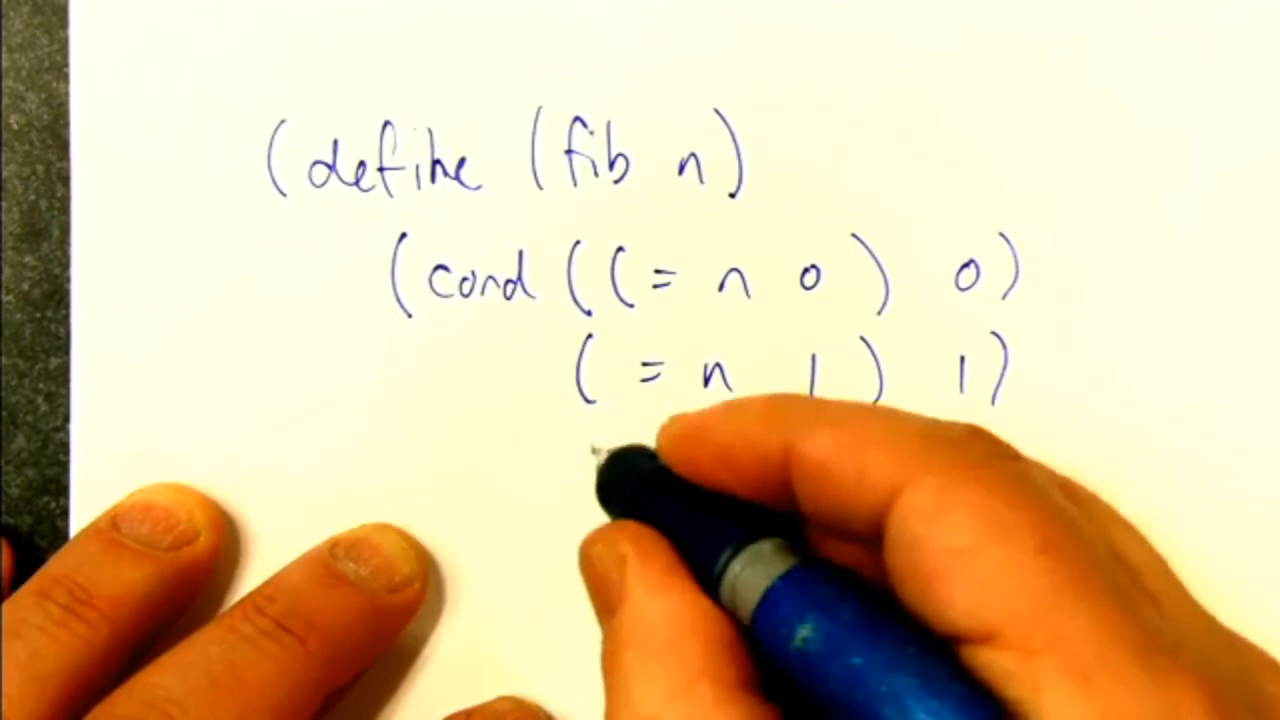 (define (fib n)
(cond ((= n 0) 0)
(= n 1) 1)